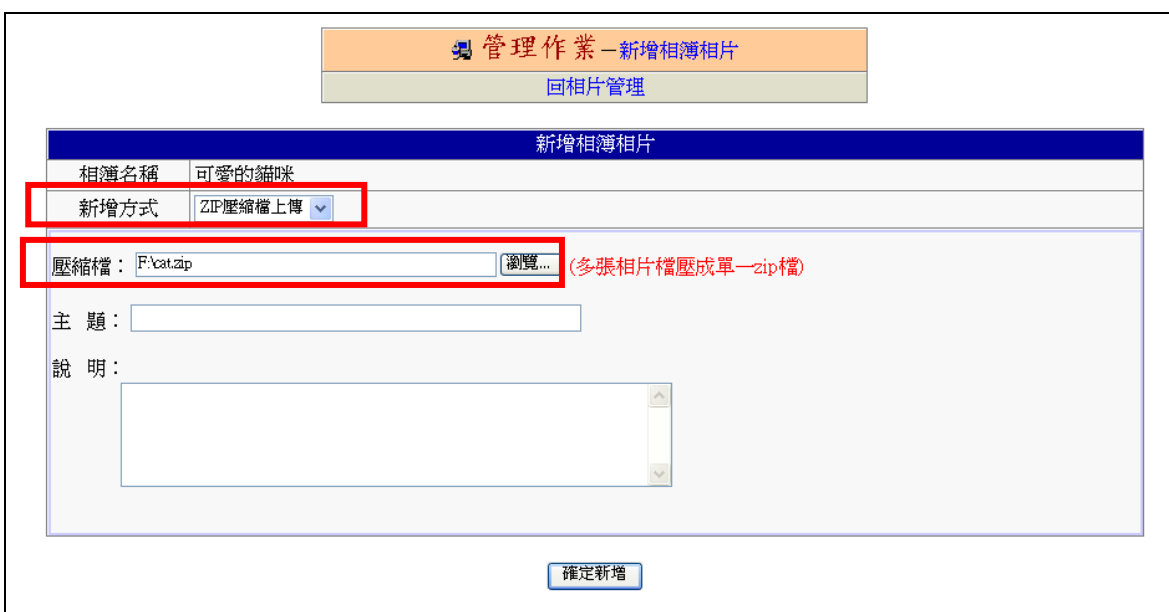 管理作業－新增相簿相片
回相片管理
新增相簿相片
相簿名稱 可愛的貓咪
新增方式 ZIP壓縮檔上傳
壓縮檔： F:\cat.zip 瀏覽... (多張相片檔壓成單一zip檔)
主 題：
說 明：
確定新增